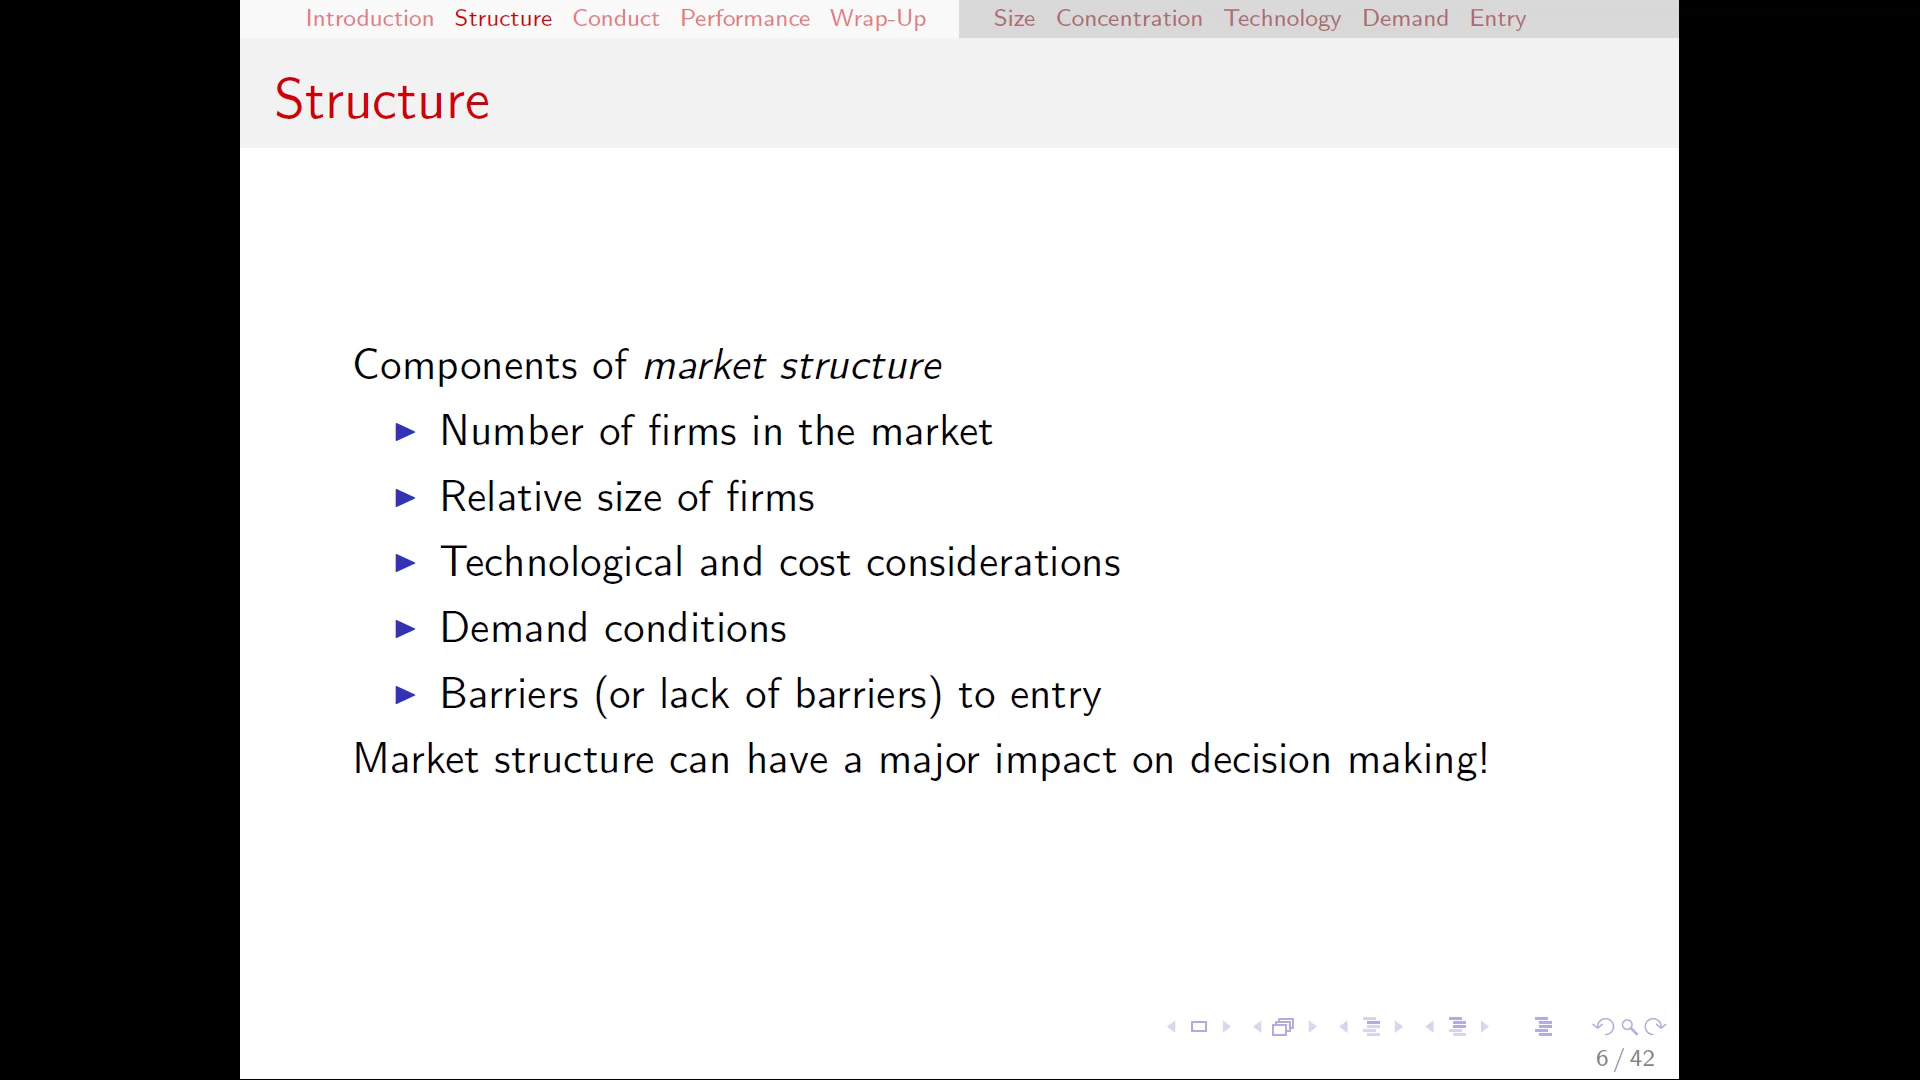 Introduction Structure Conduct Performance Wrap-Up Size Concentration Technology Demand Entry
Structure
Components of market structure
Number of firms in the market
Relative size of firms
Technological and cost considerations
Demand conditions
Barriers (or lack of barriers) to entry
Market structure can have a major impact on decision making!
6 / 42